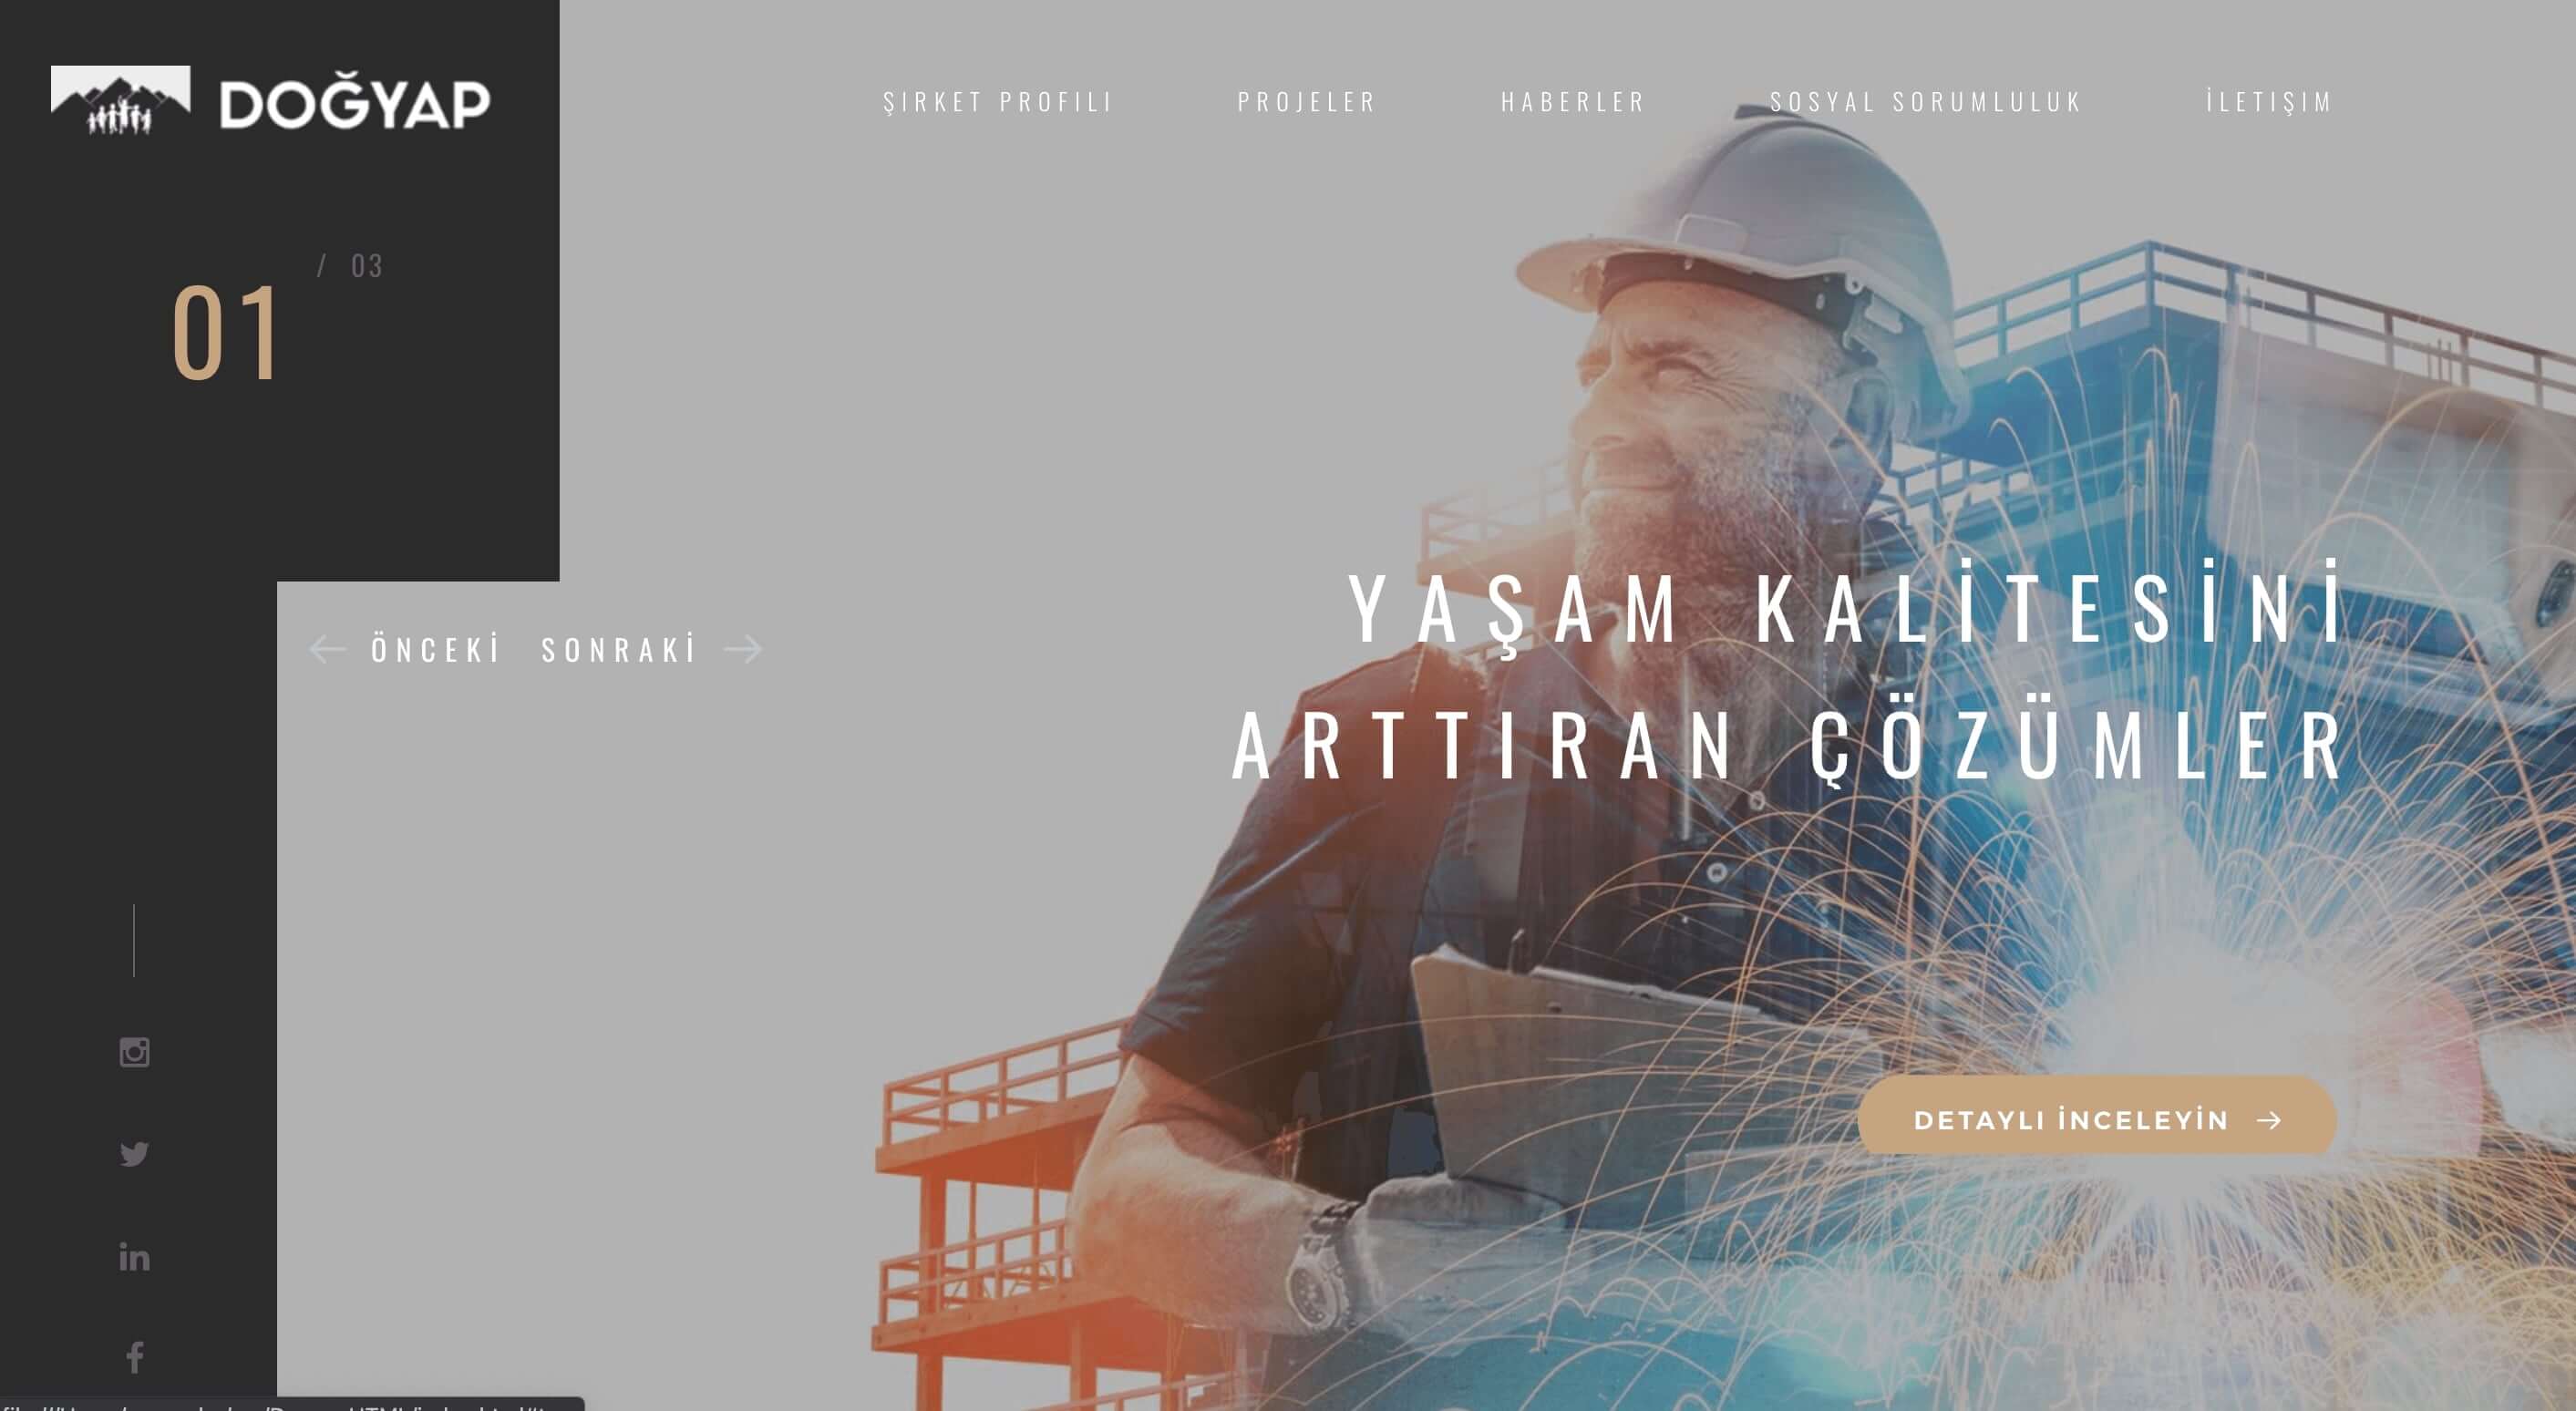 DOĞYAP
ŞIRKET PROFILI
PROJELER
HABERLER
SOSYAL SORUMLULUK
İLETIŞIM
01
/ 03
ÖNCEKİ SONRAKİ
YAŞAM KALİTESİNİ
ARTTIRAN ÇÖZÜMLER
DETAYLI İNCELEYİN
in